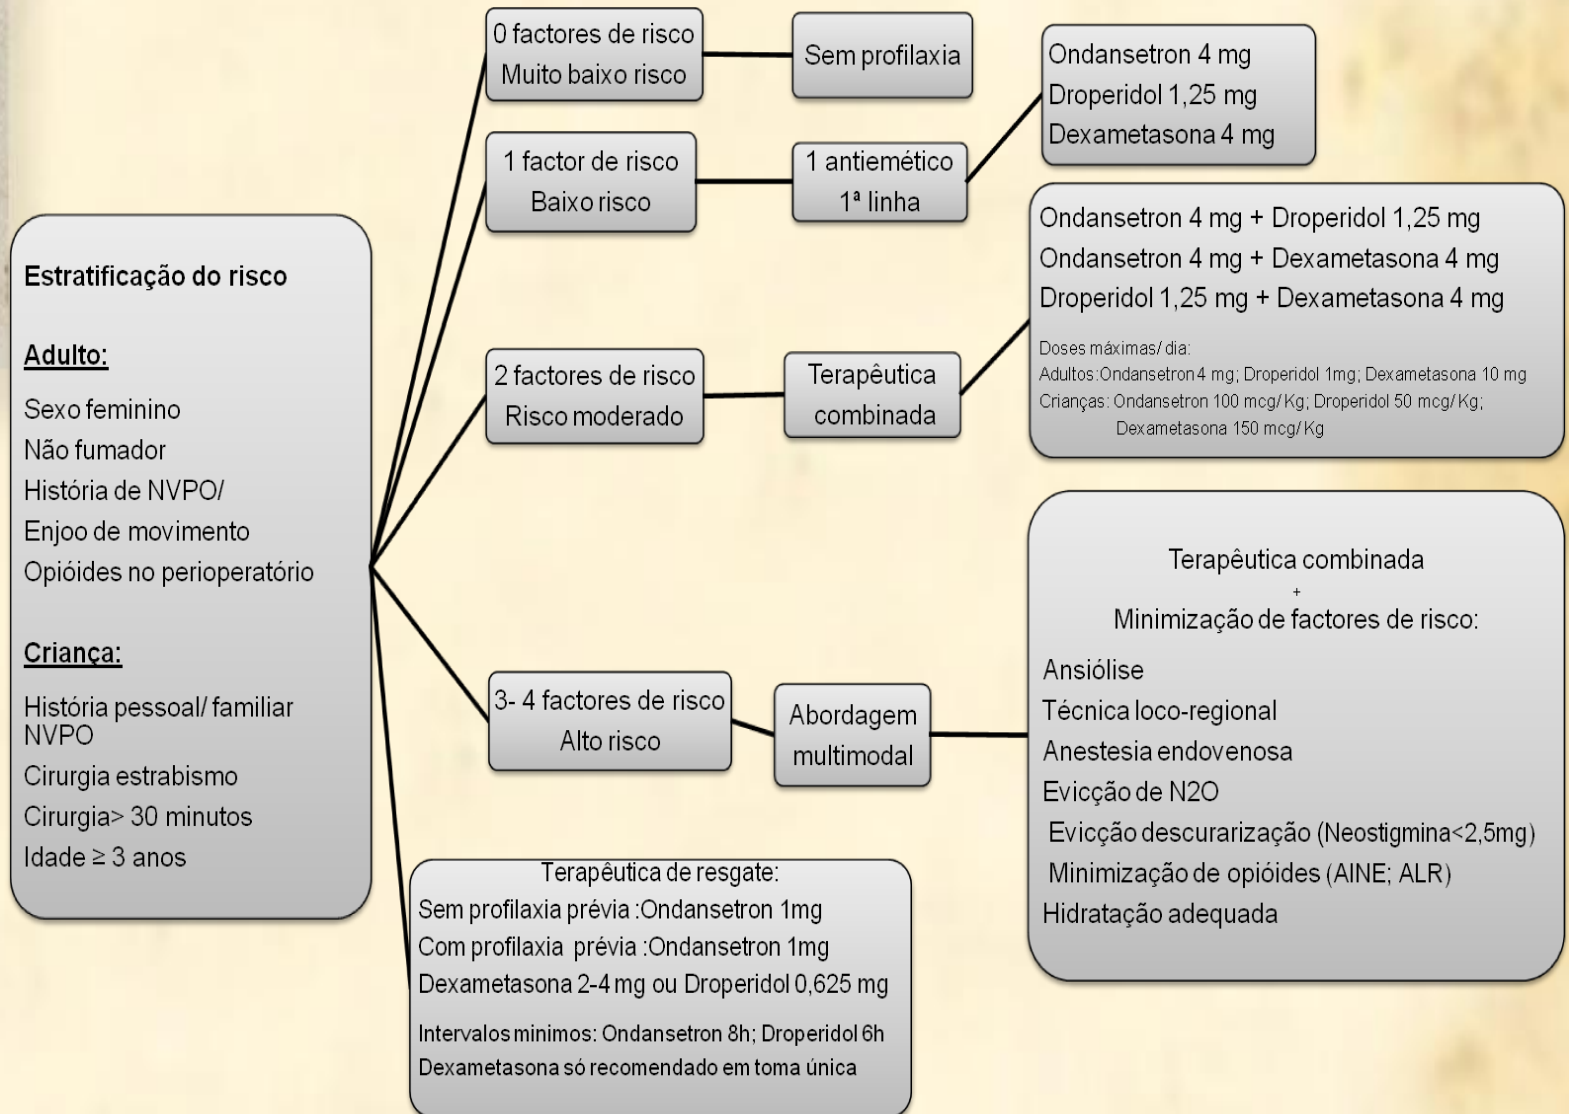 Estratificação do risco
Adulto:
Sexo feminino
Não fumador
História de NVPO/
Enjoo de movimento
Opióides no perioperatório
Criança:
História pessoal/ familiar
NVPO
Cirurgia estrabismo
Cirurgia> 30 minutos
Idade ≥ 3 anos
0 factores de risco
Muito baixo risco
Sem profilaxia
1 factor de risco
Baixo risco
1 antiemético
1ª linha
Ondansetron 4 mg
Droperidol 1,25 mg
Dexametasona 4 mg
2 factores de risco
Risco moderado
Terapêutica
combinada
Ondansetron 4 mg + Droperidol 1,25 mg
Ondansetron 4 mg + Dexametasona 4 mg
Droperidol 1,25 mg + Dexametasona 4 mg
Doses máximas/ dia:
Adultos:Ondansetron 4 mg; Droperidol 1mg; Dexametasona 10 mg
Crianças: Ondansetron 100 mcg/Kg; Droperidol 50 mcg/Kg;
Dexametasona 150 mcg/Kg
3- 4 factores de risco
Alto risco
Abordagem
multimodal
Terapêutica combinada
+
Minimização de factores de risco:
Ansiólise
Técnica loco-regional
Anestesia endovenosa
Evicção de N2O
Evicção descurarização (Neostigmina<2,5mg)
Minimização de opióides (AINE; ALR)
Hidratação adequada
Terapêutica de resgate:
Sem profilaxia prévia :Ondansetron 1mg
Com profilaxia prévia :Ondansetron 1mg
Dexametasona 2-4 mg ou Droperidol 0,625 mg
Intervalos minimos: Ondansetron 8h; Droperidol 6h
Dexametasona só recomendado em toma única